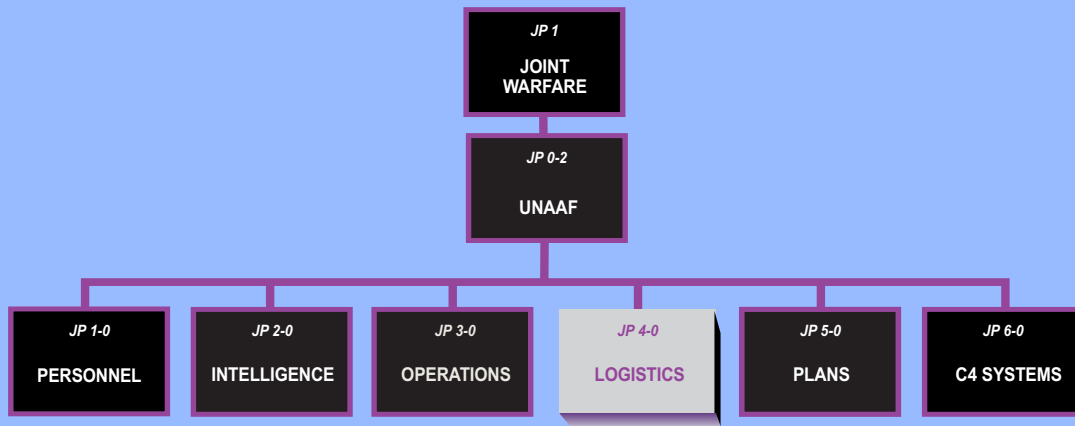 JP 1
JOINT
WARFARE
JP 0-2
UNAAF
JP 1-0
PERSONNEL
JP 2-0
INTELLIGENCE
JP 3-0
OPERATIONS
JP 4-0
LOGISTICS
JP 5-0
PLANS
JP 6-0
C4 SYSTEMS